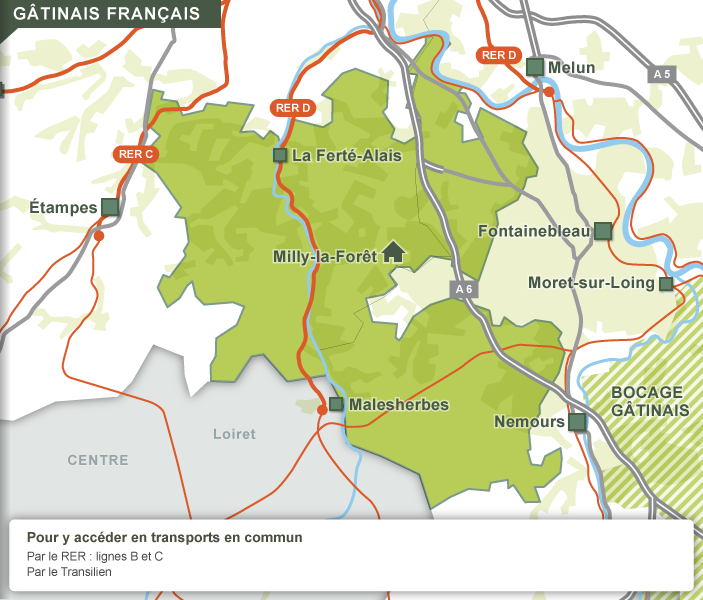 GÂTINAIS FRANÇAIS
RER D
Melun
A 5
RER D
RER C
La Ferté-Alais
Étampes
Fontainebleau
Milly-la-Forêt
Moret-sur-Loing
A 6
BOCAGE
GÂTINAIS
Malesherbes
Nemours
Loiret
CENTRE
Pour y accéder en transports en commun
Par le RER : lignes B et C
Par le Transilien